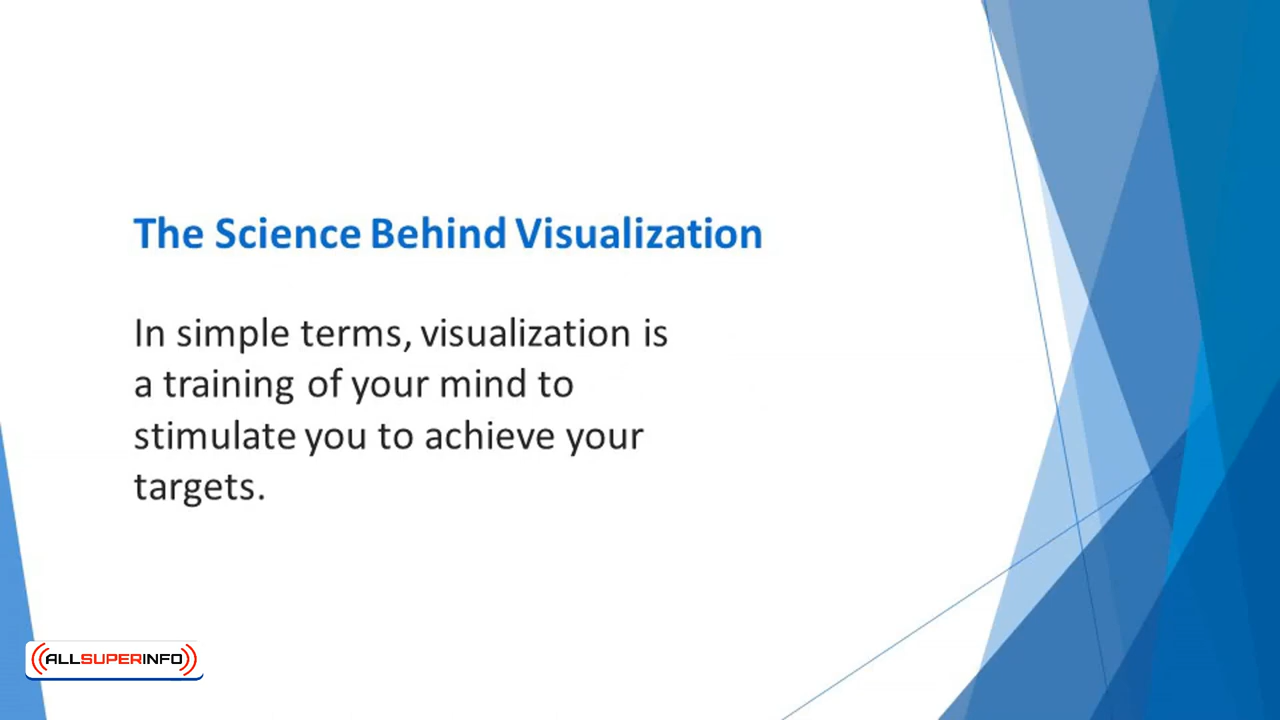 The Science Behind Visualization
In simple terms, visualization is
a training of your mind to
stimulate you to achieve your
targets.
ALLSUPERINFO